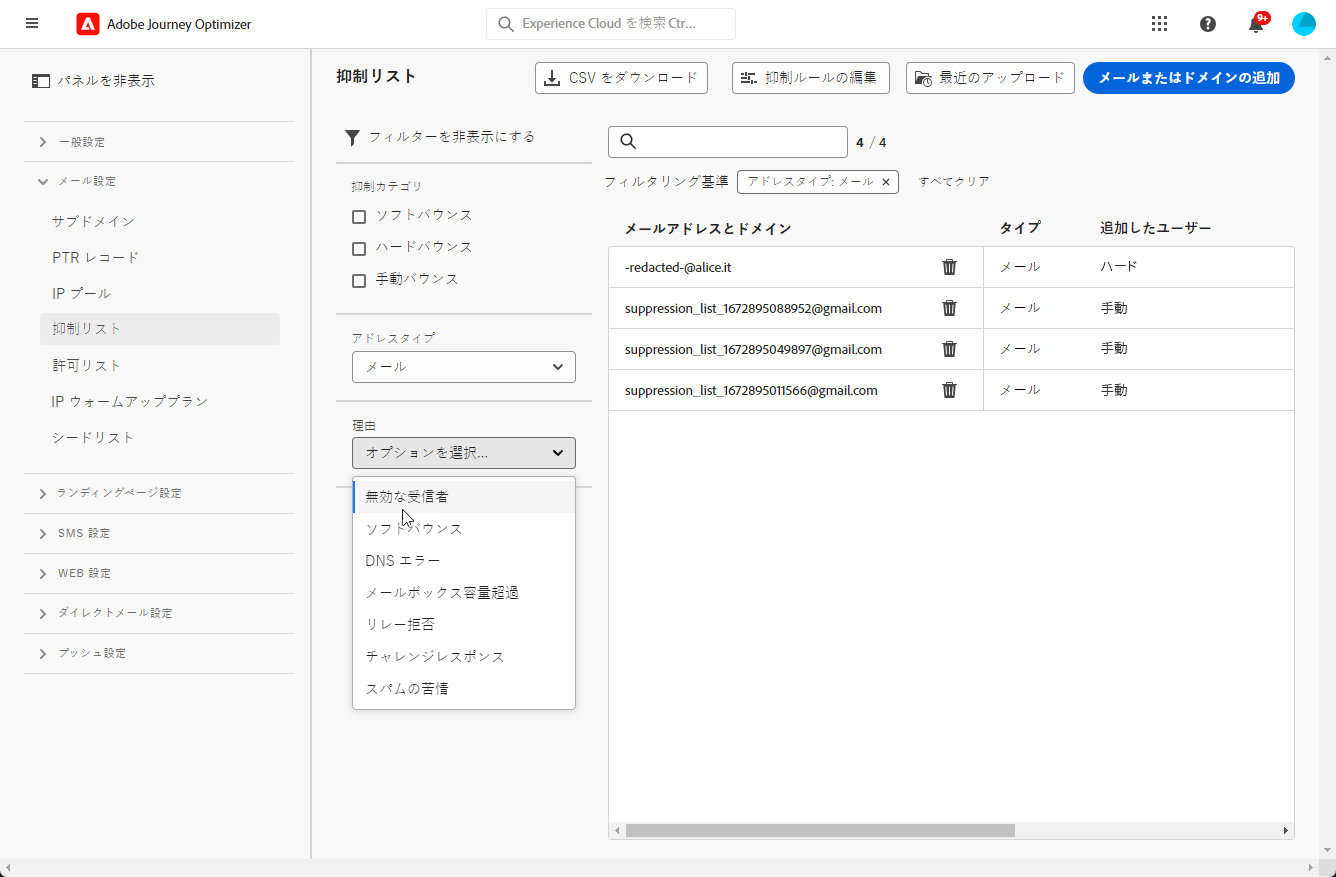 Adobe Journey Optimizer
Experience Cloud を検索 Ctr...
9+
パネルを非表示
一般設定
メール設定
サブドメイン
PTR レコード
IP プール
抑制リスト
許可リスト
IP ウォームアッププラン
シードリスト
ランディングページ設定
SMS 設定
WEB 設定
ダイレクトメール設定
プッシュ設定
抑制リスト
CSV をダウンロード
抑制ルールの編集
最近のアップロード
メールまたはドメインの追加
フィルターを非表示にする
抑制カテゴリ
ソフトバウンス
ハードバウンス
手動バウンス
アドレスタイプ
メール
理由
オプションを選択...
無効な受信者
ソフトバウンス
DNS エラー
メールボックス容量超過
リレー拒否
チャレンジレスポンス
スパムの苦情
4 / 4
フィルタリング基準 アドレスタイプ: メール すべてクリア
メールアドレスとドメイン タイプ 追加したユーザー
-redacted-@alice.it メール ハード
suppression_list_1672895088952@gmail.com メール 手動
suppression_list_1672895049897@gmail.com メール 手動
suppression_list_1672895011566@gmail.com メール 手動